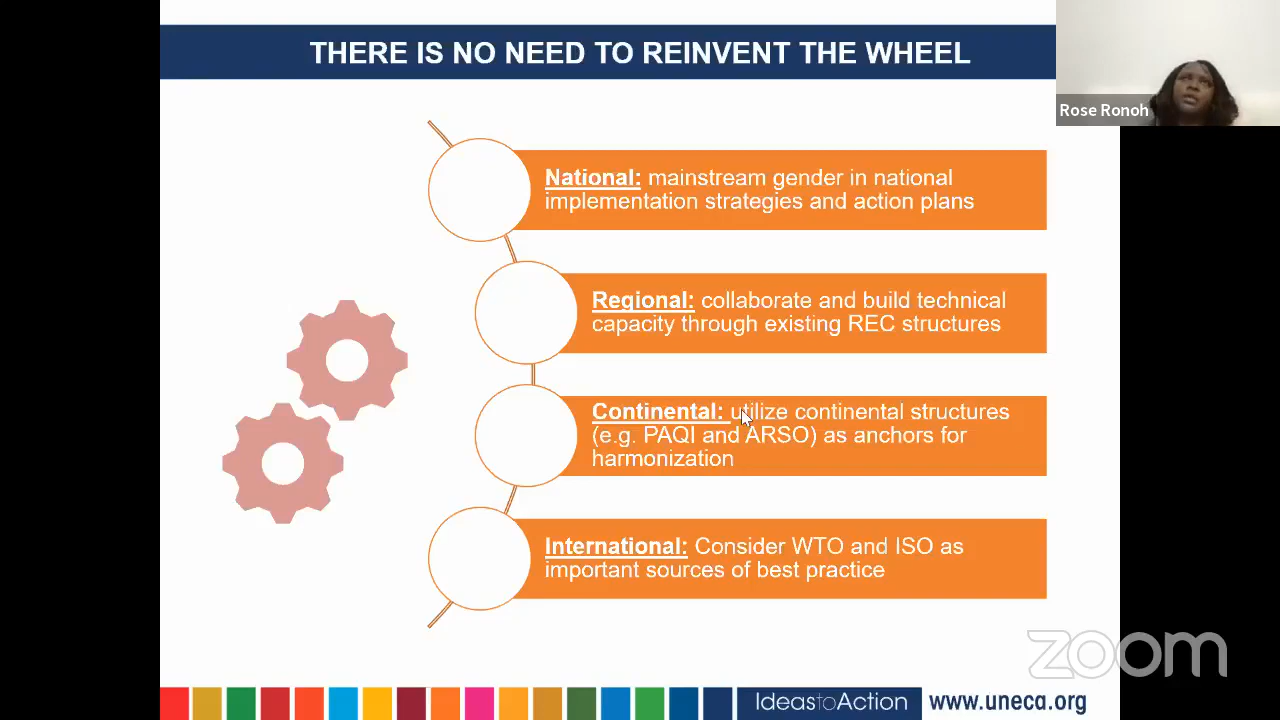 THERE IS NO NEED TO REINVENT THE WHEEL
Rose Ronoh
National: mainstream gender in national
implementation strategies and action plans
Regional: collaborate and build technical
capacity through existing REC structures
Continental: utilize continental structures
(e.g. PAQI and ARSO) as anchors for
harmonization
International: Consider WTO and ISO as
important sources of best practice
zoom
IdeastoAction
www.uneca.org